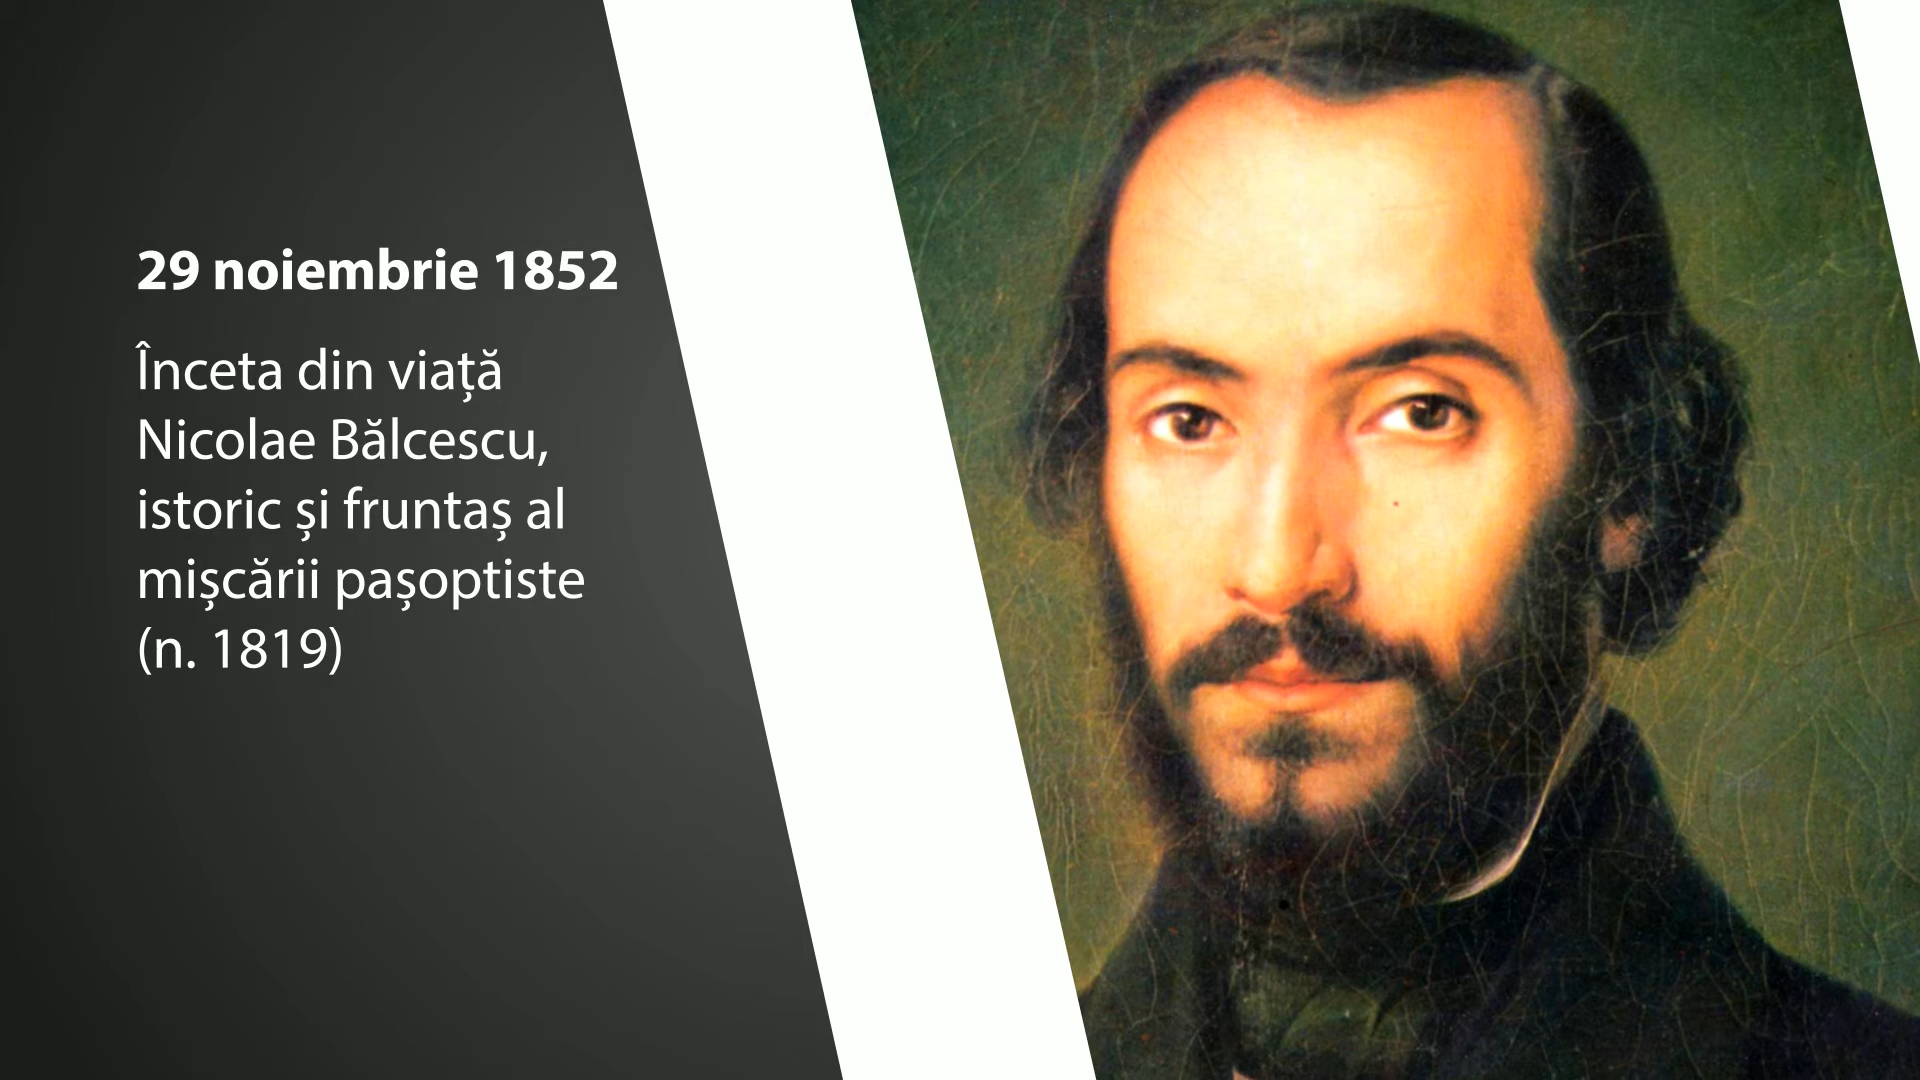 29 noiembrie 1852
Înceta din viață
Nicolae Bălcescu,
istoric și fruntaș al
mișcării pașoptiste
(n. 1819)